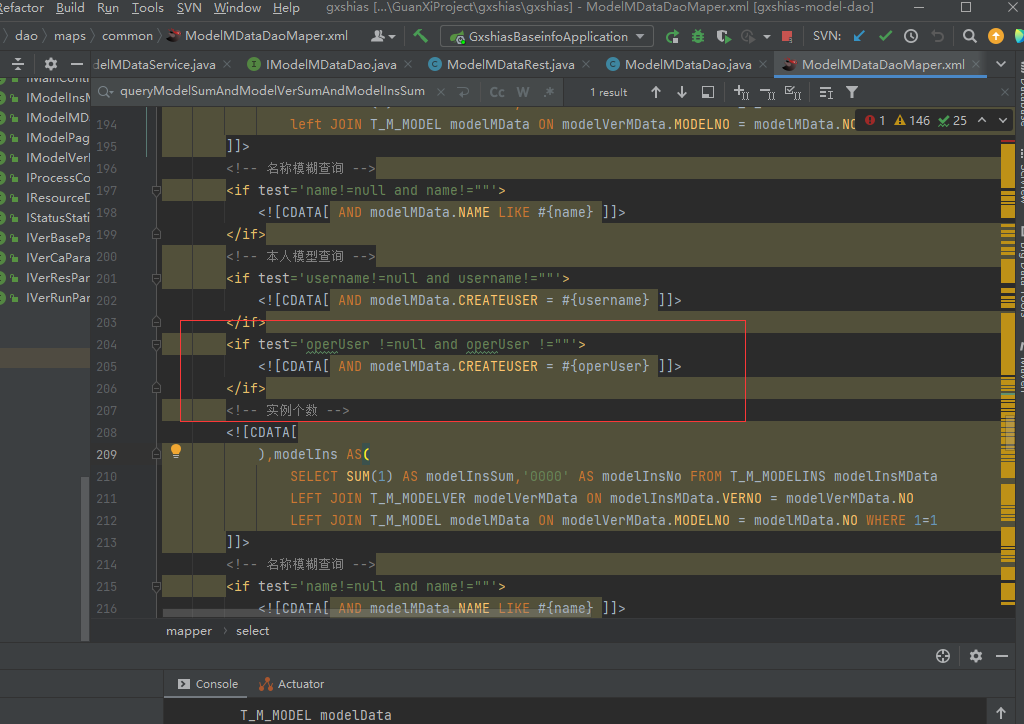 Refactor Build Run Tools SVN Window Help gxshias [...\GuanXiProject\gxshias\gxshias] - ModelMDataDaoMaper.xml [gxshias-model-dao]
dao maps common ModelMDataDaoMaper.xml GxshiasBaseinfoApplication SVN:
delMDataService.java IModelMDataDao.java ModelMDataRest.java ModelMDataDao.java ModelMDataDaoMaper.xml
queryModelSumAndModelVerSumAndModelInsSum Cc W .* 1 result
IModelInsM
IModelMDa
IModelPag
IModelVerM
IProcessCo
IResourceD
IStatusStati
IVerBasePa
IVerCaPara
IVerResPar
IVerRunPar
1 146 25
194 left JOIN T_M_MODEL modelMData ON modelVerMData.MODELNO = modelMData.NO
195 ]]>
196 <!-- 名称模糊查询 -->
197 <if test='name!=null and name!=""'>
198 <![CDATA[ AND modelMData.NAME LIKE #{name} ]]>
199 </if>
200 <!-- 本人模型查询 -->
201 <if test='username!=null and username!=""'>
202 <![CDATA[ AND modelMData.CREATEUSER = #{username} ]]>
203 </if>
204 <if test='operUser !=null and operUser !=""'>
205 <![CDATA[ AND modelMData.CREATEUSER = #{operUser} ]]>
206 </if>
207 <!-- 实例个数 -->
208 <![CDATA[
209 ),modelIns AS(
210 SELECT SUM(1) AS modelInsSum,'0000' AS modelInsNo FROM T_M_MODELINS modelInsMData
211 LEFT JOIN T_M_MODELVER modelVerMData ON modelInsMData.VERNO = modelVerMData.NO
212 LEFT JOIN T_M_MODEL modelMData ON modelVerMData.MODELNO = modelMData.NO WHERE 1=1
213 ]]>
214 <!-- 名称模糊查询 -->
215 <if test='name!=null and name!=""'>
216 <![CDATA[ AND modelMData.NAME LIKE #{name} ]]>
mapper select
Console Actuator
T_M_MODEL modelData